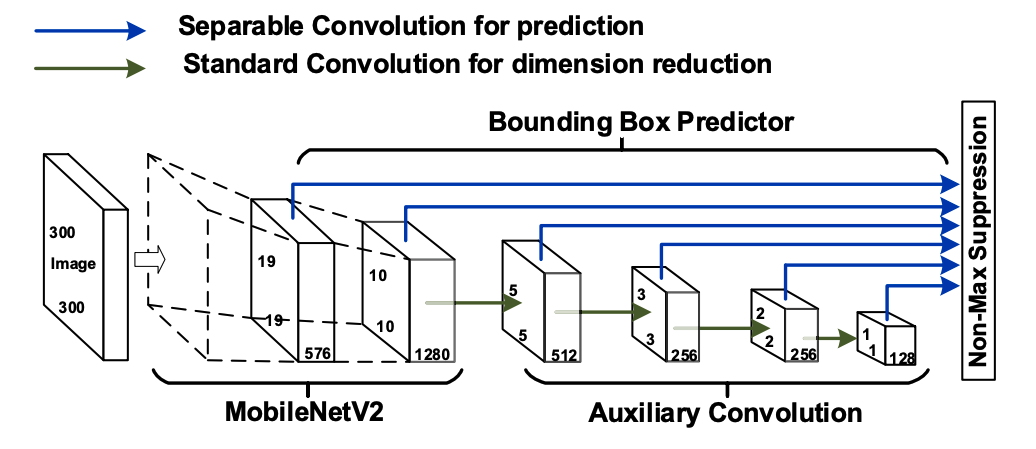 Separable Convolution for prediction
Standard Convolution for dimension reduction
Bounding Box Predictor
Non-Max Suppression
300
Image
300
19
19
576
10
10
1280
5
5
512
3
3
256
2
2
256
1
1
128
MobileNetV2
Auxiliary Convolution